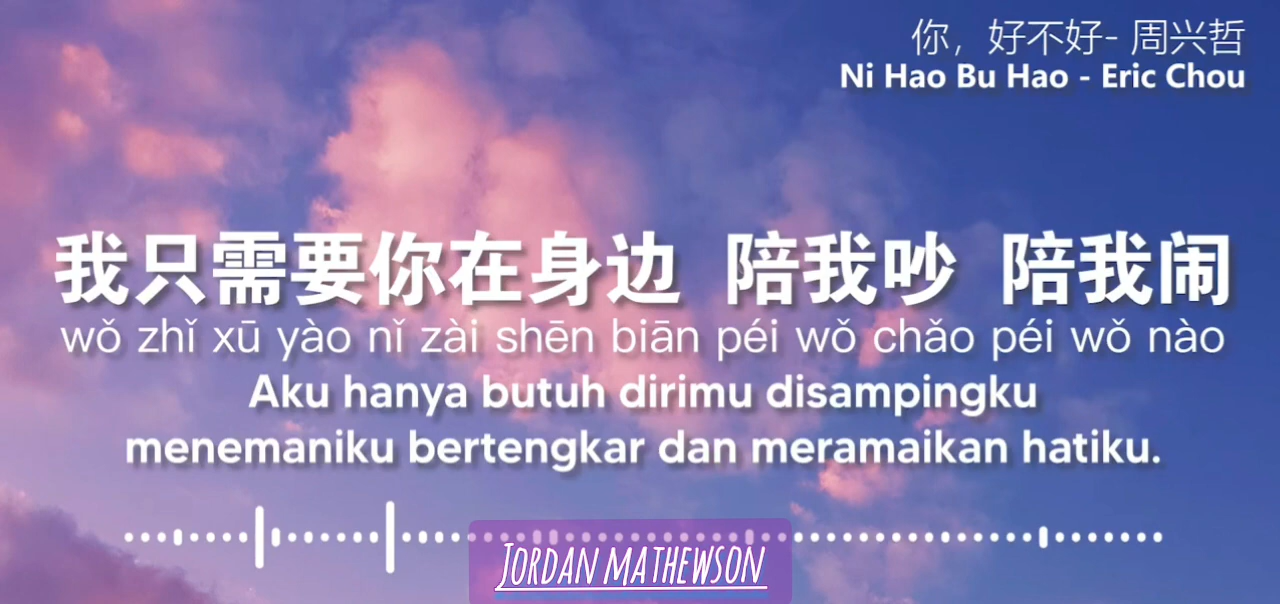 你，好不好- 周兴哲
Ni Hao Bu Hao - Eric Chou
我只需要你在身边 陪我吵 陪我闹
wǒ zhǐ xū yào nǐ zài shēn biān péi wǒ chǎo péi wǒ nào
Aku hanya butuh dirimu disampingku
menemaniku bertengkar dan meramaikan hatiku.
JORDAN MATHEWSON